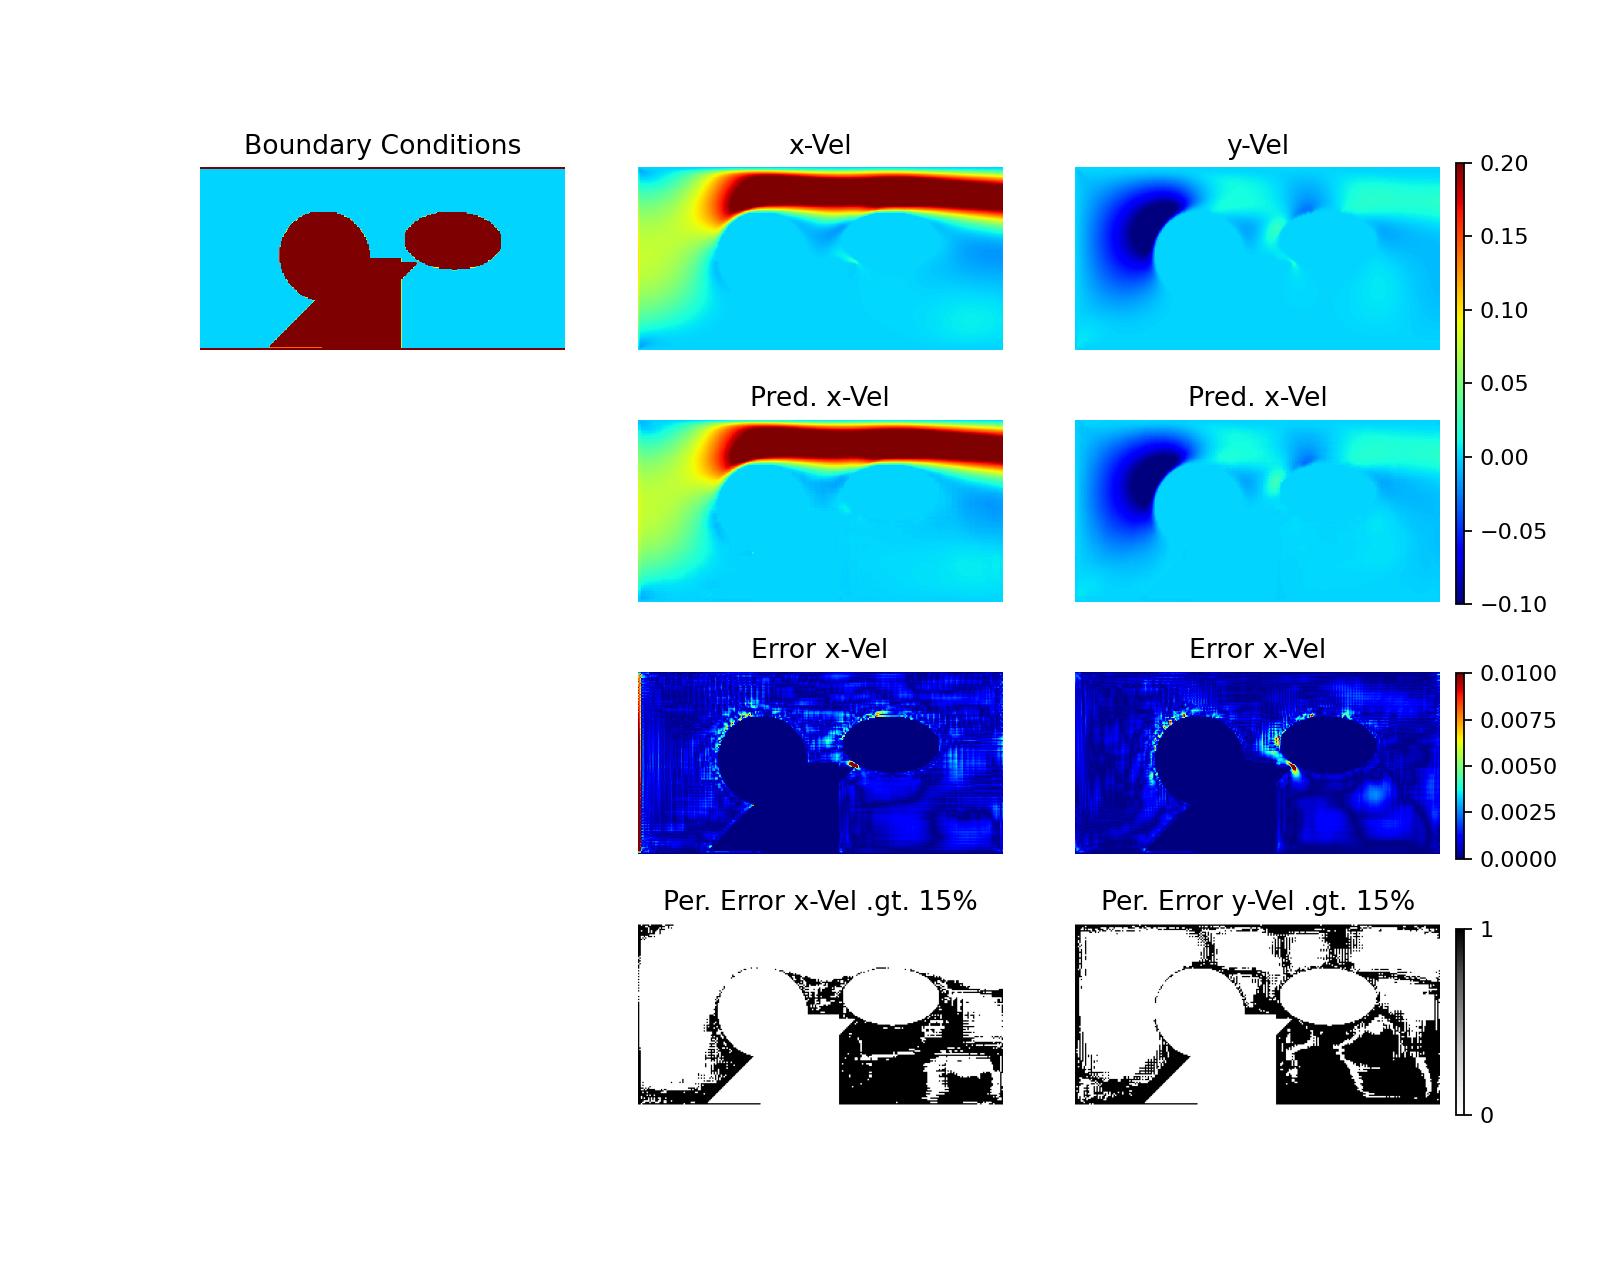 Boundary Conditions
x-Vel
y-Vel
0.20
0.15
0.10
0.05
0.00
−0.05
−0.10
Pred. x-Vel
Pred. x-Vel
Error x-Vel
Error x-Vel
0.0100
0.0075
0.0050
0.0025
0.0000
Per. Error x-Vel .gt. 15%
Per. Error y-Vel .gt. 15%
1
0